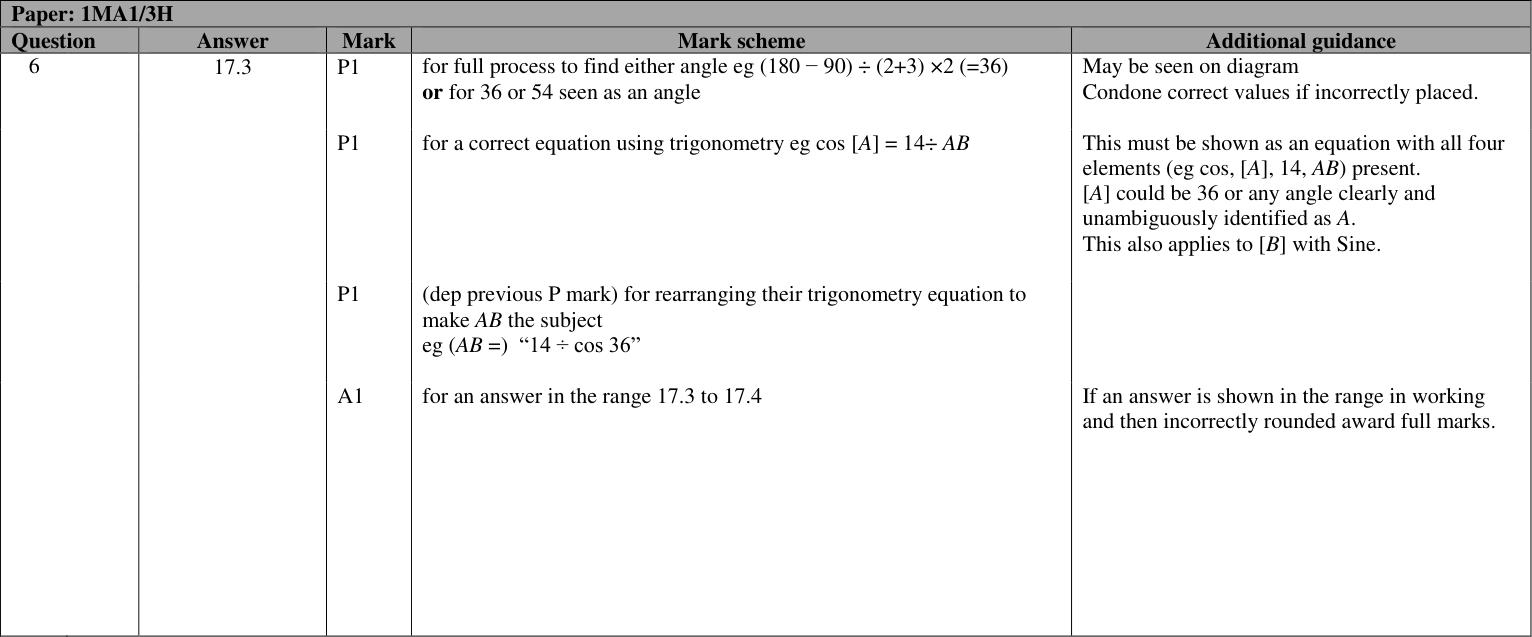 Paper: 1MA1/3H
Question Answer Mark Mark scheme Additional guidance
6 17.3 P1 for full process to find either angle eg (180 − 90) ÷ (2+3) ×2 (=36) May be seen on diagram
or for 36 or 54 seen as an angle Condone correct values if incorrectly placed.
P1 for a correct equation using trigonometry eg cos [A] = 14÷ AB This must be shown as an equation with all four
elements (eg cos, [A], 14, AB) present.
[A] could be 36 or any angle clearly and
unambiguously identified as A.
This also applies to [B] with Sine.
P1 (dep previous P mark) for rearranging their trigonometry equation to
make AB the subject
eg (AB =) “14 ÷ cos 36”
A1 for an answer in the range 17.3 to 17.4 If an answer is shown in the range in working
and then incorrectly rounded award full marks.